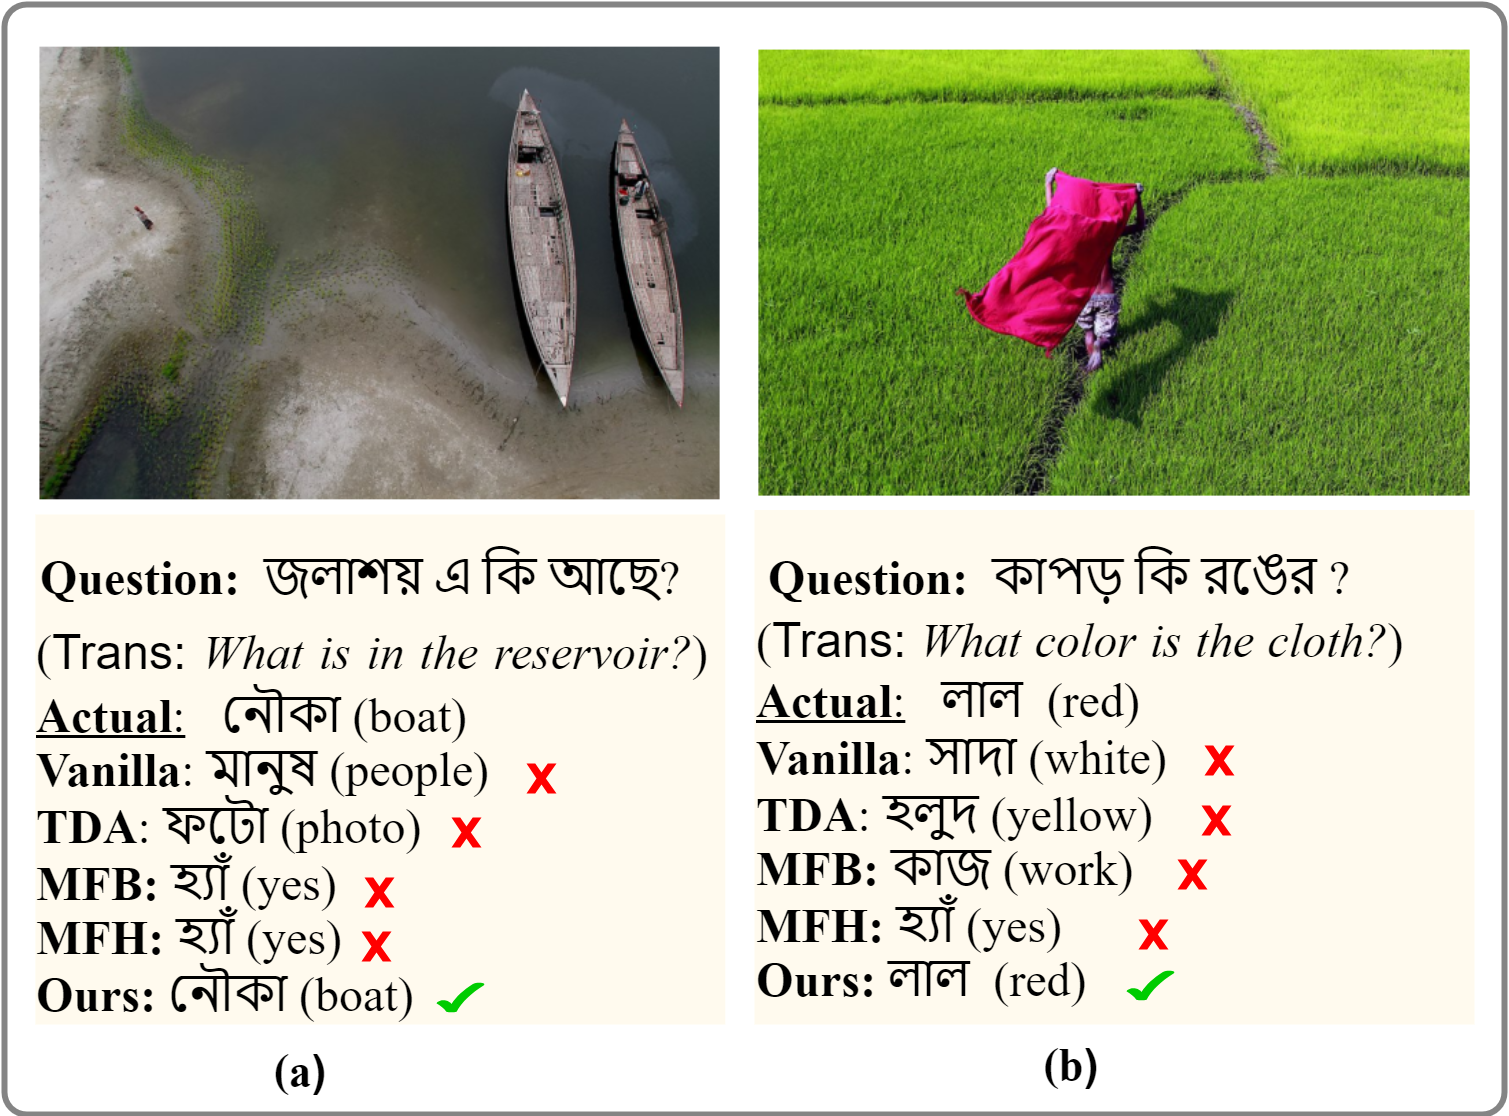 Question: জলাশয় এ কি আছে?
(Trans: What is in the reservoir?)
Actual: নৌকা (boat)
Vanilla: মানুষ (people) x
TDA: ফটো (photo) x
MFB: হ্যাঁ (yes) x
MFH: হ্যাঁ (yes) x
Ours: নৌকা (boat) ✓
(a)
Question: কাপড় কি রঙের ?
(Trans: What color is the cloth?)
Actual: লাল (red)
Vanilla: সাদা (white) x
TDA: হলুদ (yellow) x
MFB: কাজ (work) x
MFH: হ্যাঁ (yes) x
Ours: লাল (red) ✓
(b)